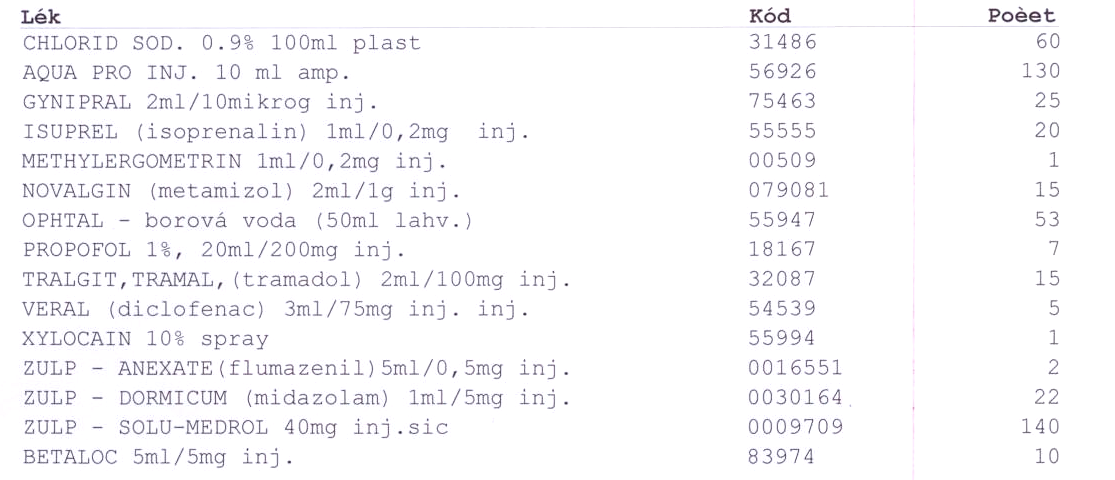 Lék Kód Poèet
CHLORID SOD. 0.9% 100ml plast 31486 60
AQUA PRO INJ. 10 ml amp. 56926 130
GYNIPRAL 2ml/10mikrog inj. 75463 25
ISUPREL (isoprenalin) 1ml/0,2mg inj. 55555 20
METHYLERGOMETRIN 1ml/0,2mg inj. 00509 1
NOVALGIN (metamizol) 2ml/1g inj. 079081 15
OPHTAL - borová voda (50ml lahv.) 55947 53
PROPOFOL 1%, 20ml/200mg inj. 18167 7
TRALGIT,TRAMAL,(tramadol) 2ml/100mg inj. 32087 15
VERAL (diclofenac) 3ml/75mg inj. inj. 54539 5
XYLOCAIN 10% spray 55994 1
ZULP - ANEXATE(flumazenil)5ml/0,5mg inj. 0016551 2
ZULP - DORMICUM (midazolam) 1ml/5mg inj. 0030164 22
ZULP - SOLU-MEDROL 40mg inj.sic 0009709 140
BETALOC 5ml/5mg inj. 83974 10